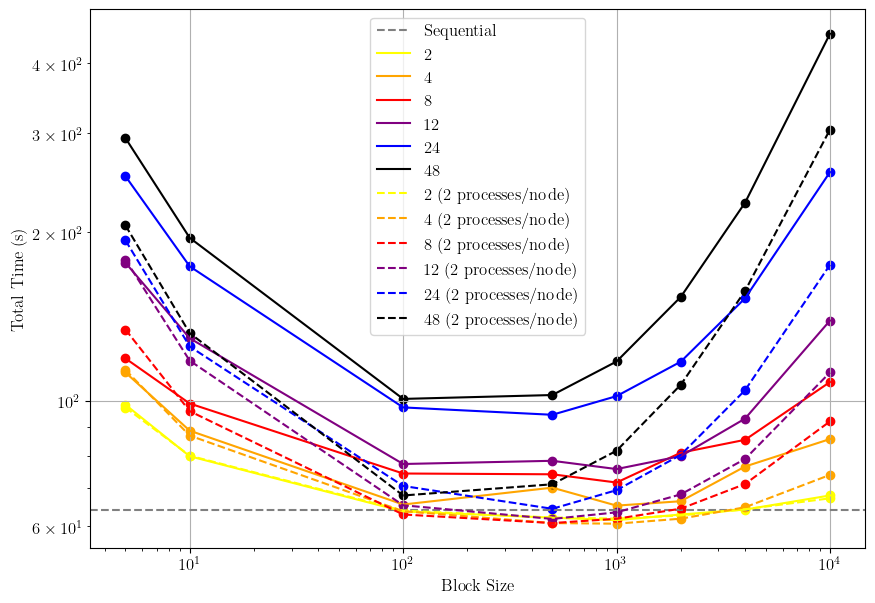 Sequential
2
4
8
12
24
48
2 (2 processes/node)
4 (2 processes/node)
8 (2 processes/node)
12 (2 processes/node)
24 (2 processes/node)
48 (2 processes/node)
4 × 10²
3 × 10²
2 × 10²
10²
6 × 10¹
Total Time (s)
10¹ 10² 10³ 10⁴
Block Size